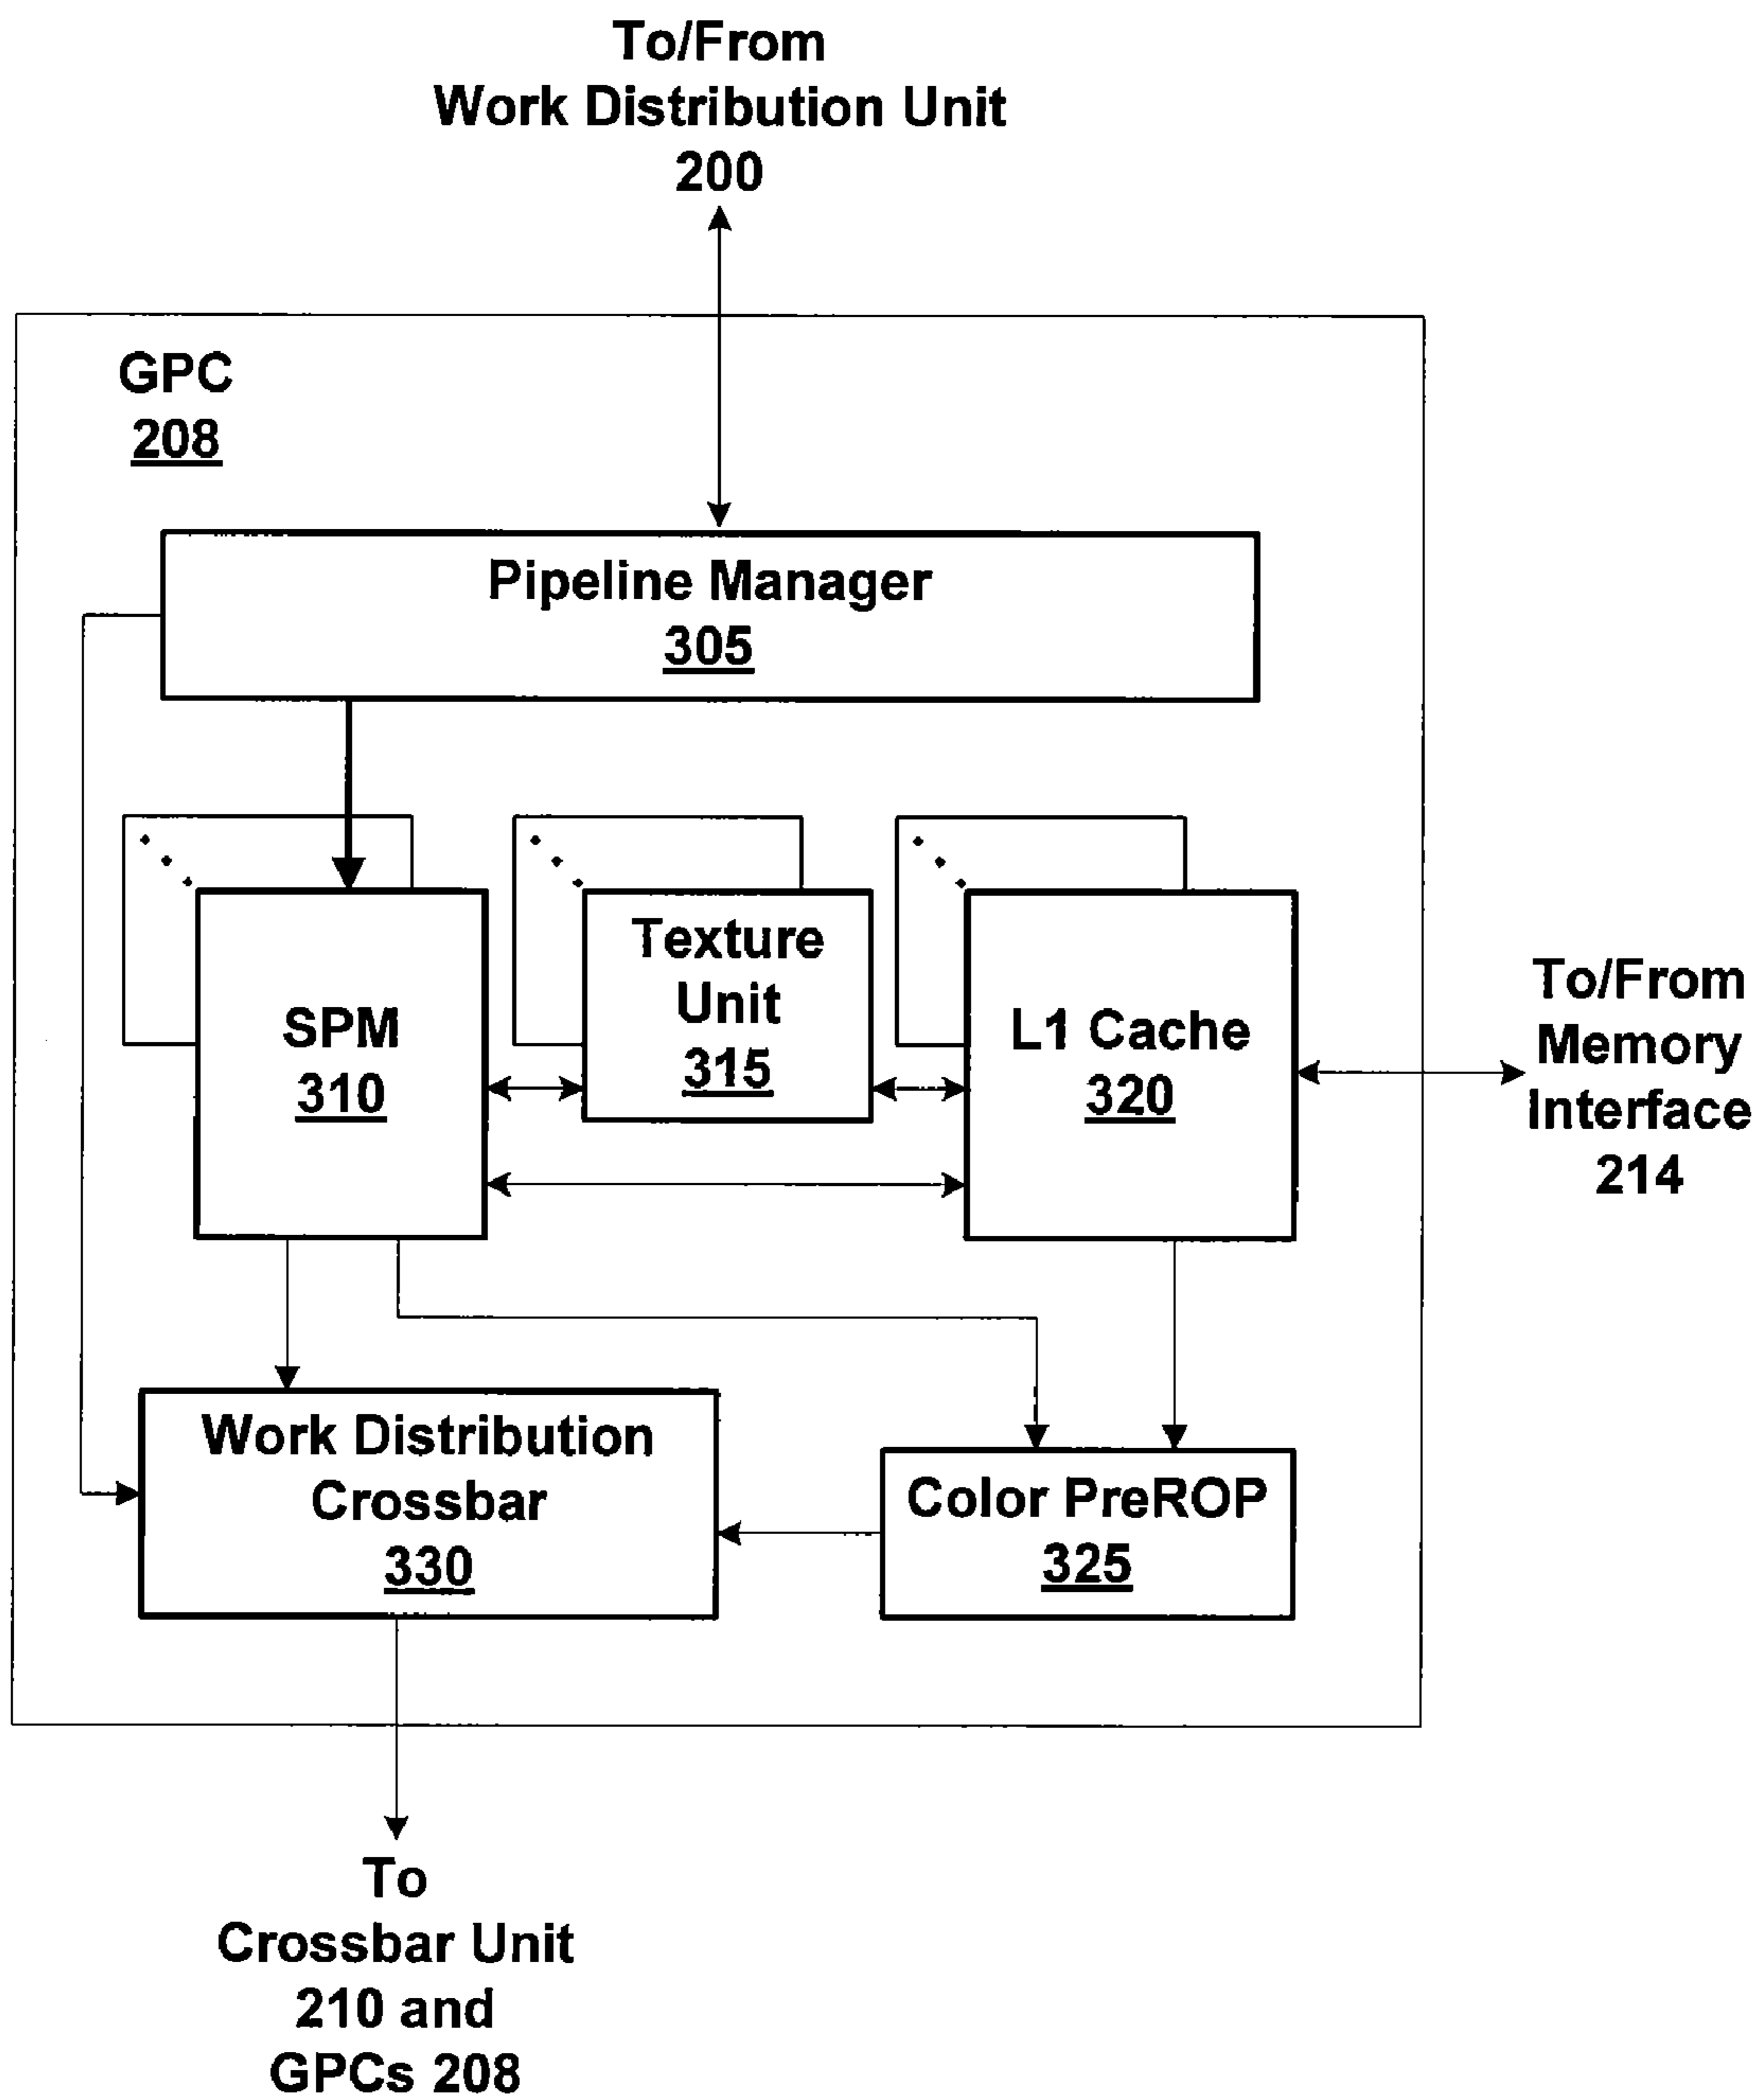 To/From
Work Distribution Unit
200
GPC
208
Pipeline Manager
305
SPM
310
Texture
Unit
315
L1 Cache
320
To/From
Memory
Interface
214
Work Distribution
Crossbar
330
Color PreROP
325
To
Crossbar Unit
210 and
GPCs 208